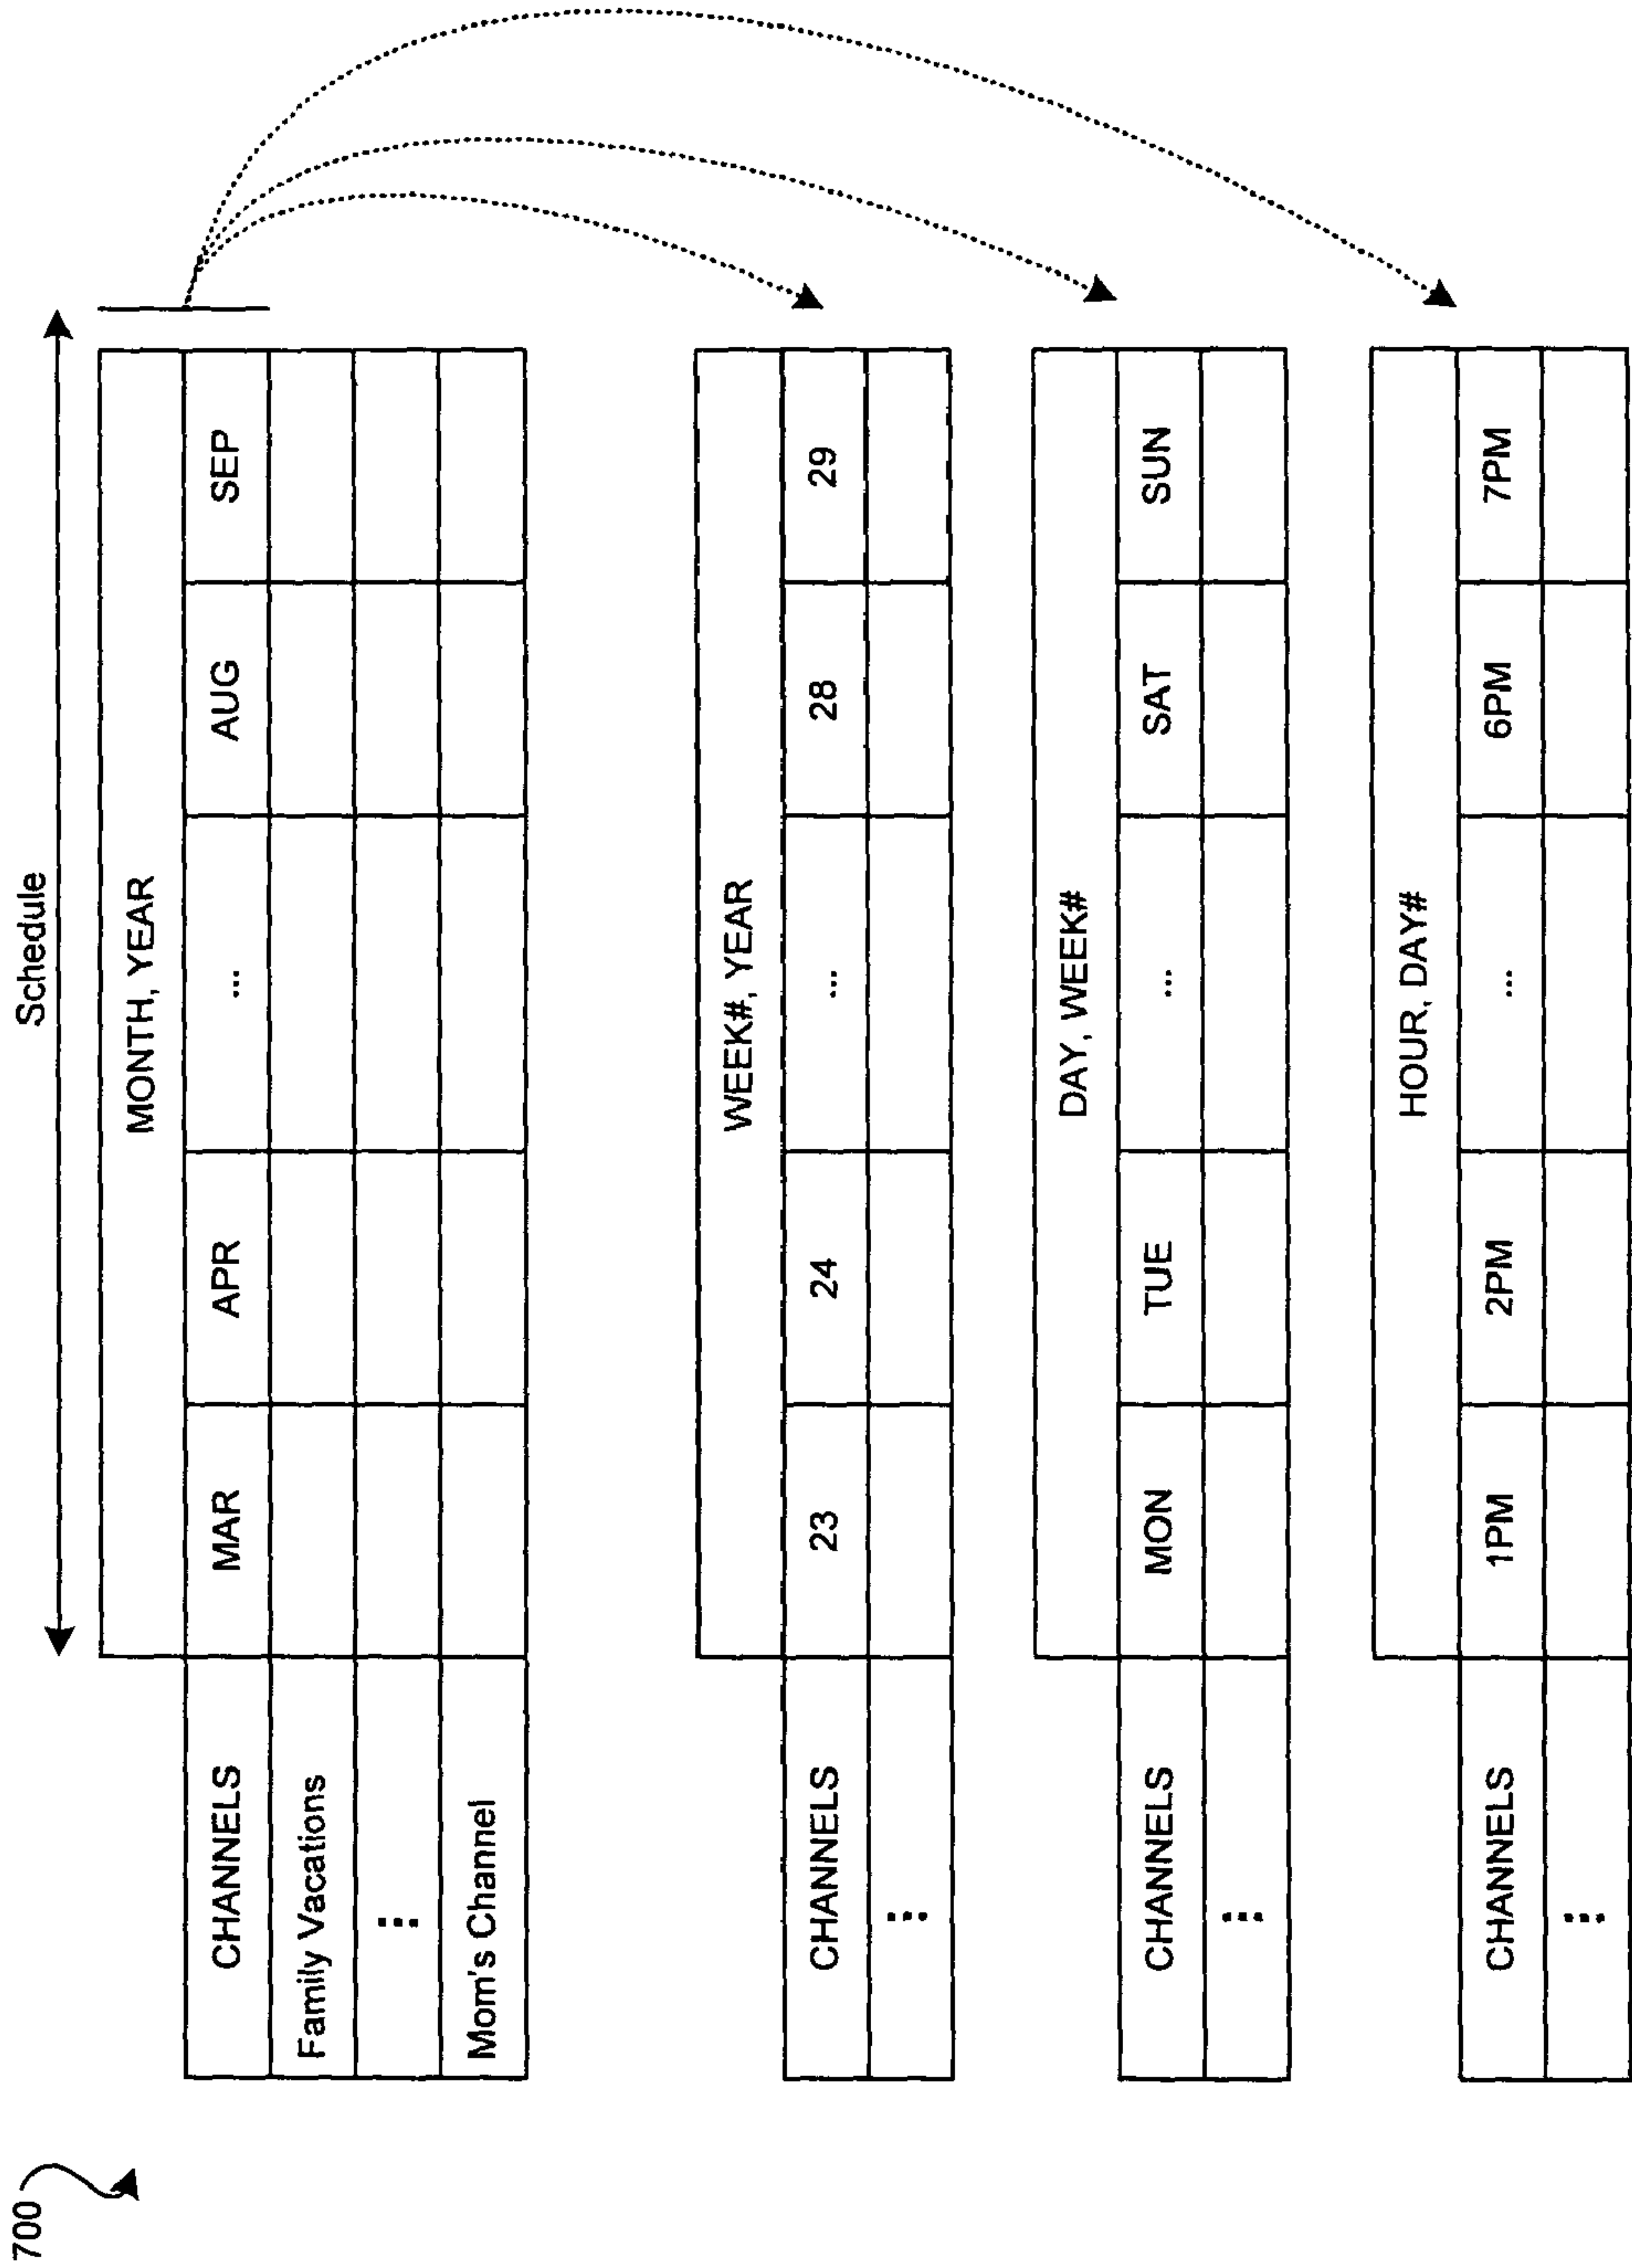 700
Schedule
MONTH, YEAR
CHANNELS MAR APR ... AUG SEP
Family Vacations
...
Mom's Channel
WEEK#, YEAR
CHANNELS 23 24 ... 28 29
...
DAY, WEEK#
CHANNELS MON TUE ... SAT SUN
...
HOUR, DAY#
CHANNELS 1PM 2PM ... 6PM 7PM
...